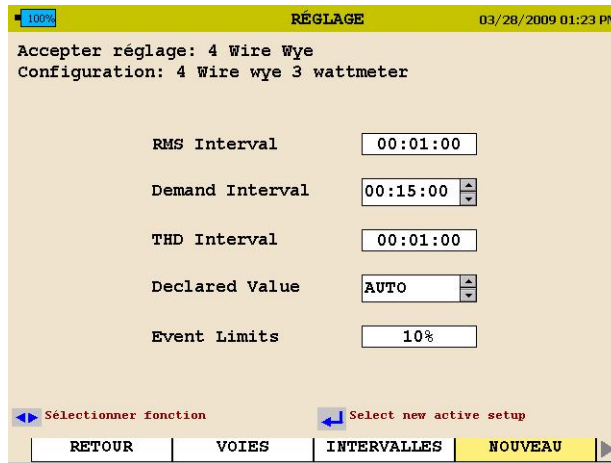 100% RÉGLAGE 03/28/2009 01:23 PM
Accepter réglage: 4 Wire Wye
Configuration: 4 Wire wye 3 wattmeter
RMS Interval 00:01:00
Demand Interval 00:15:00
THD Interval 00:01:00
Declared Value AUTO
Event Limits 10%
Sélectionner fonction Select new active setup
RETOUR VOIES INTERVALLES NOUVEAU